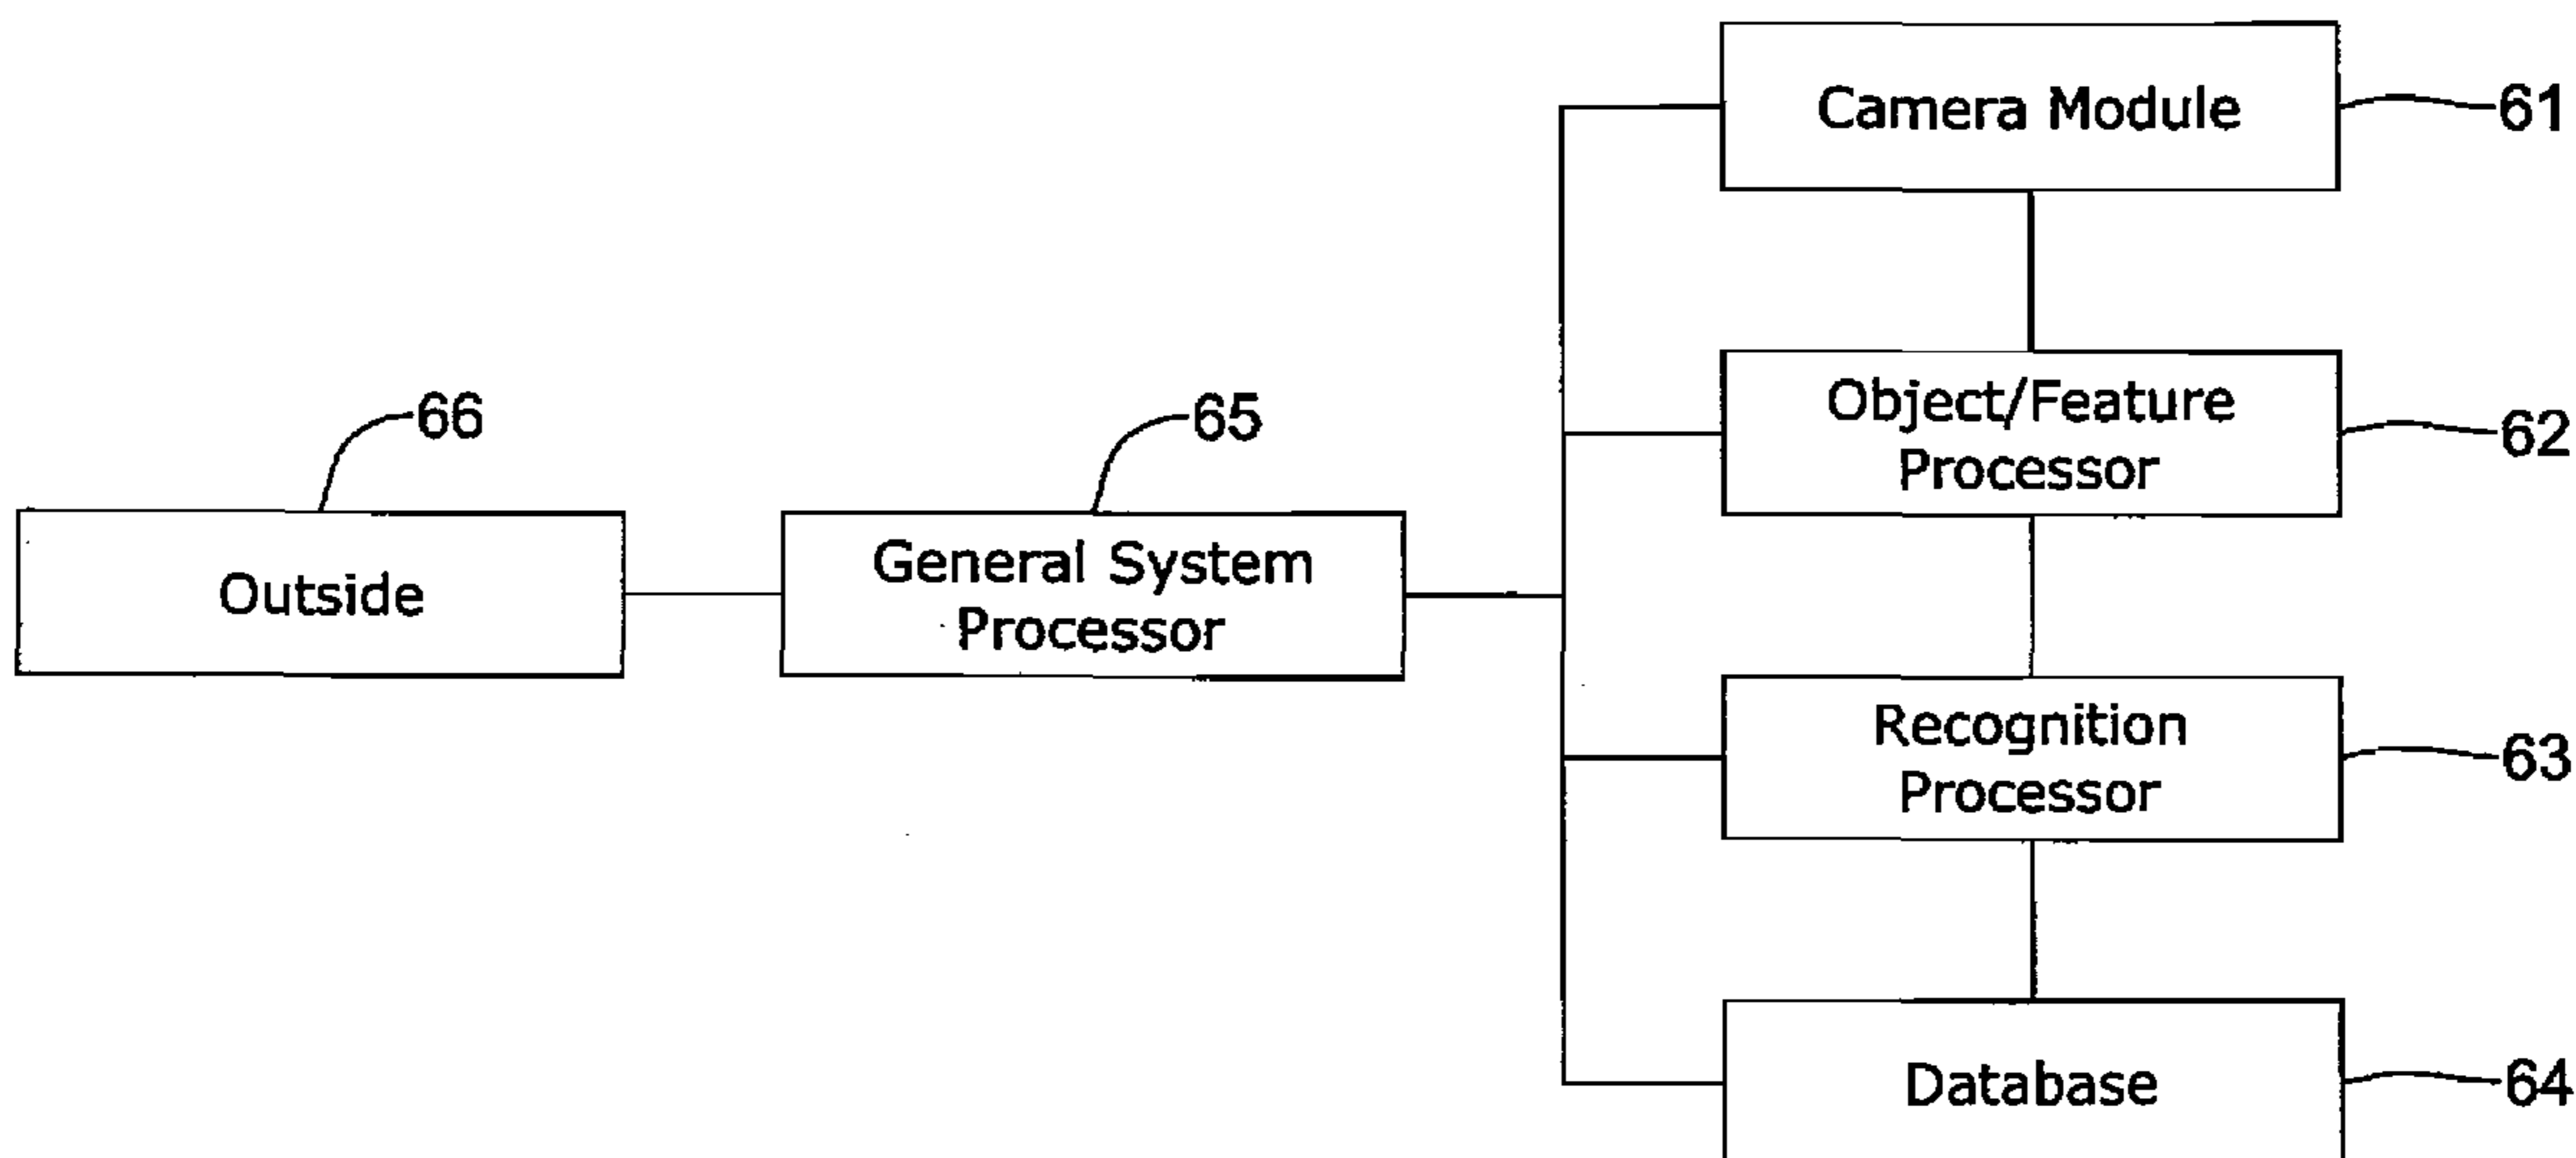 Camera Module
61
Object/Feature
Processor
62
66
65
Outside
General System
Processor
Recognition
Processor
63
Database
64